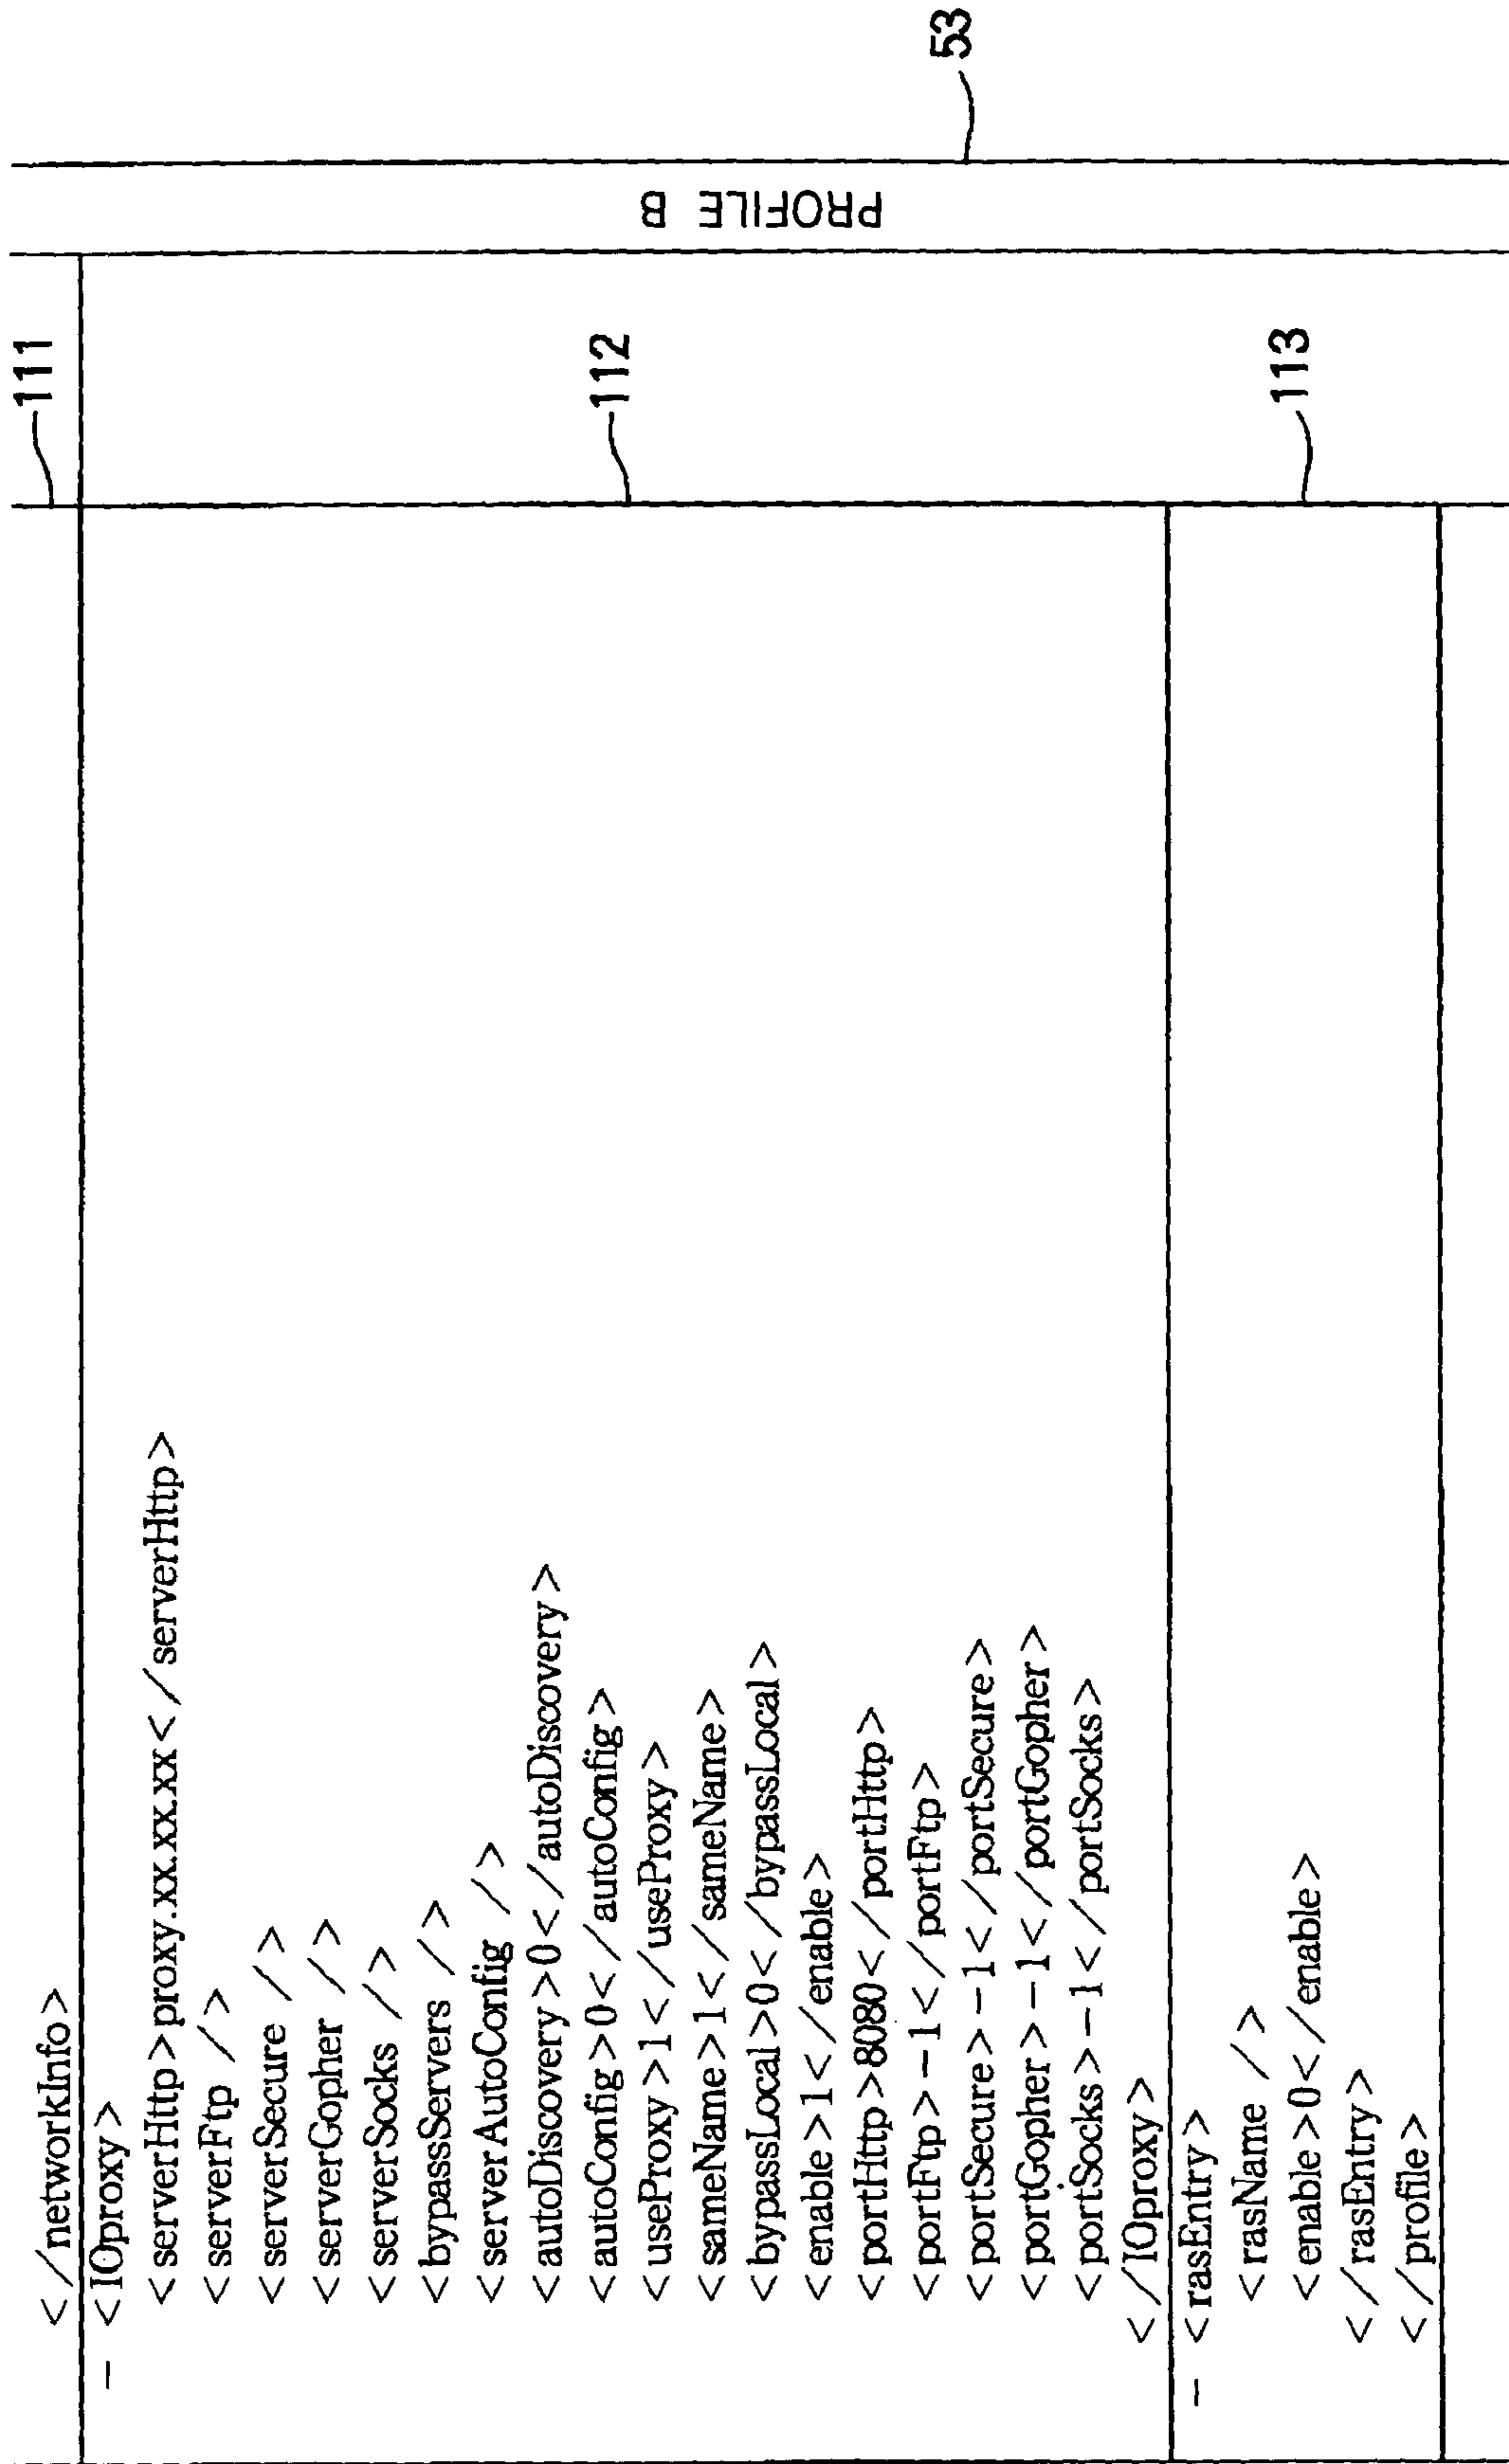 </networkInfo>
111
- <IOproxy>
<serverHttp>proxy.xx.xx.xx</serverHttp>
<serverFtp />
<serverSecure />
<serverGopher />
<serverSocks />
<bypassServers />
<serverAutoConfig />
<autoDiscovery>0</autoDiscovery>
<autoConfig>0</autoConfig>
<useProxy>1</useProxy>
<sameName>1</sameName>
<bypassLocal>0</bypassLocal>
<enable>1</enable>
<portHttp>8080</portHttp>
<portFtp>-1</portFtp>
<portSecure>-1</portSecure>
<portGopher>-1</portGopher>
<portSocks>-1</portSocks>
</IOproxy>
112
- <rasEntry>
<rasName />
<enable>0</enable>
</rasEntry>
</profile>
113
PROFILE B
53